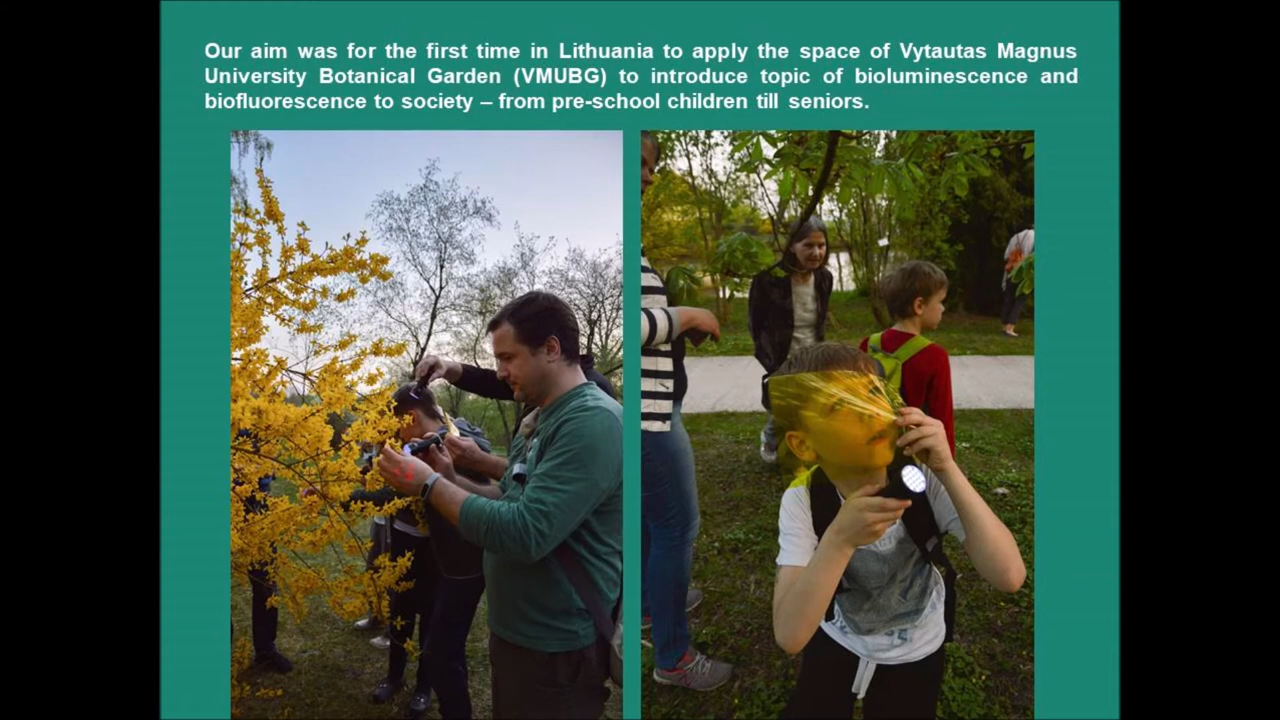 Our aim was for the first time in Lithuania to apply the space of Vytautas Magnus
University Botanical Garden (VMUBG) to introduce topic of bioluminescence and
biofluorescence to society – from pre-school children till seniors.